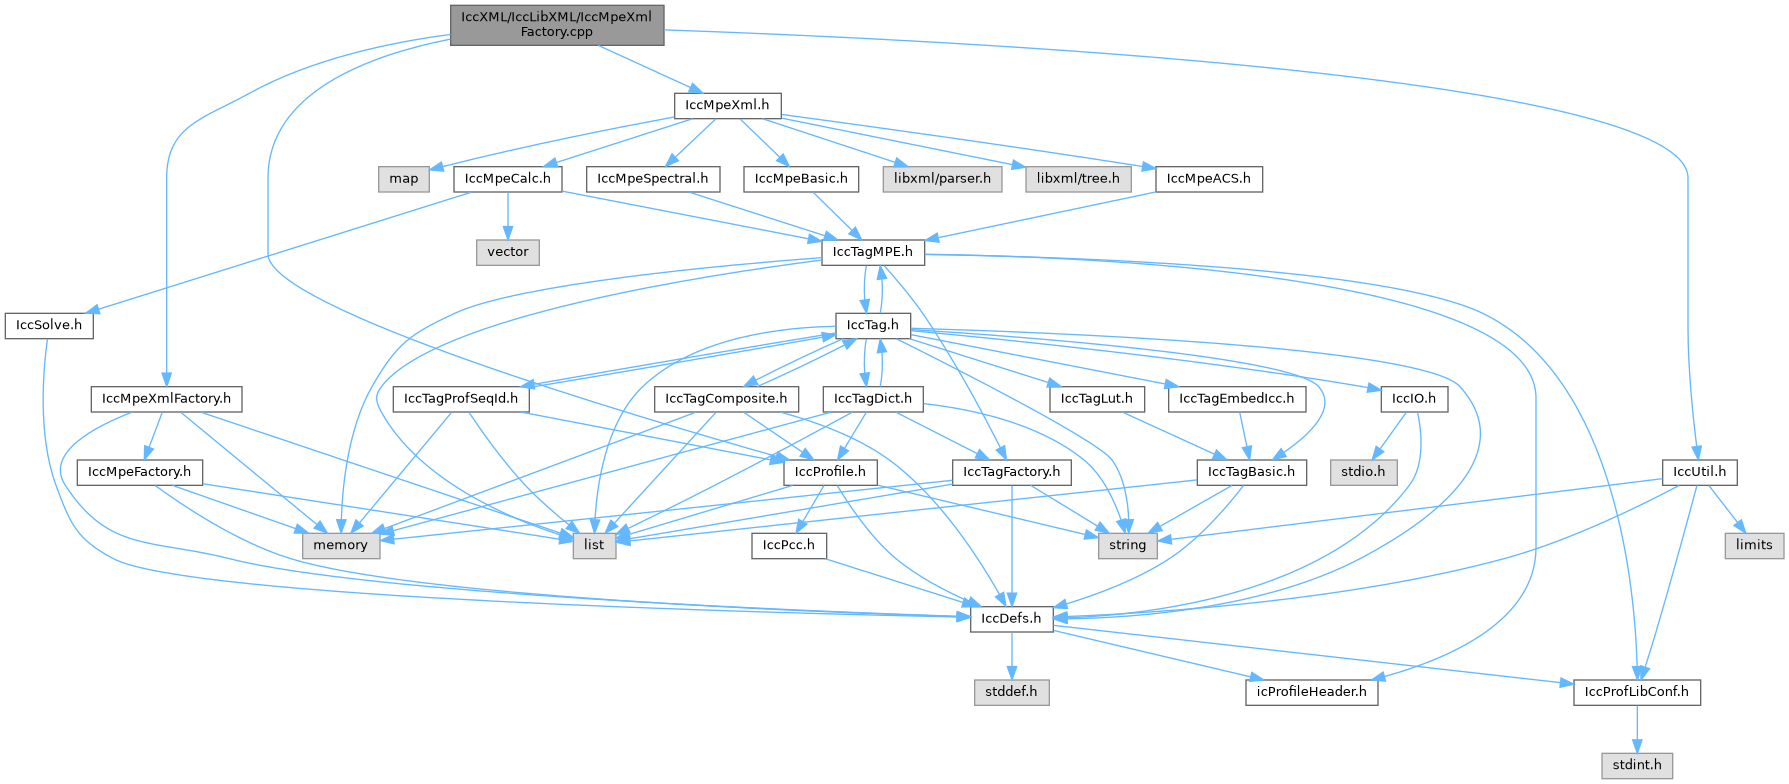 IccXML/IccLibXML/IccMpeXml
Factory.cpp
IccMpeXml.h
map
IccMpeCalc.h
IccMpeSpectral.h
IccMpeBasic.h
libxml/parser.h
libxml/tree.h
IccMpeACS.h
vector
IccTagMPE.h
IccSolve.h
IccTag.h
IccMpeXmlFactory.h
IccTagProfSeqId.h
IccTagComposite.h
IccTagDict.h
IccTagLut.h
IccTagEmbedIcc.h
IccIO.h
IccMpeFactory.h
IccProfile.h
IccTagFactory.h
IccTagBasic.h
stdio.h
IccUtil.h
memory
list
IccPcc.h
string
limits
IccDefs.h
stddef.h
icProfileHeader.h
IccProfLibConf.h
stdint.h